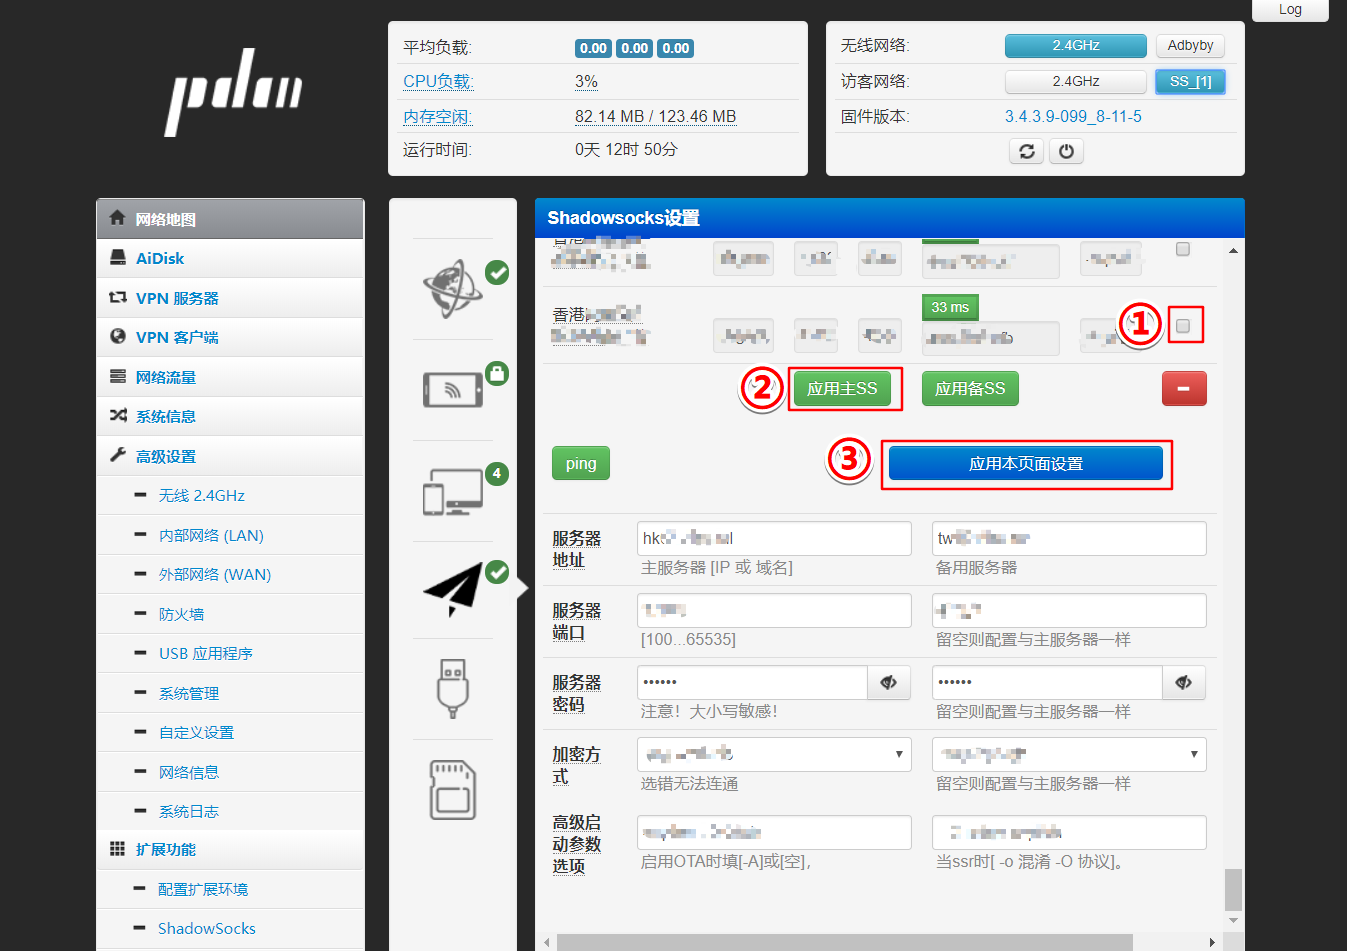 Log
pdcn
平均负载:
0.00 0.00 0.00
CPU负载:
3%
内存空闲:
82.14 MB / 123.46 MB
运行时间:
0天 12时 50分
无线网络:
2.4GHz
Adbyby
访客网络:
2.4GHz
SS_[1]
固件版本:
3.4.3.9-099_8-11-5
网络地图
AiDisk
VPN 服务器
VPN 客户端
网络流量
系统信息
高级设置
无线 2.4GHz
内部网络 (LAN)
外部网络 (WAN)
防火墙
USB 应用程序
系统管理
自定义设置
网络信息
系统日志
扩展功能
配置扩展环境
ShadowSocks
4
Shadowsocks设置
香港
33 ms
①
② 应用主SS
应用备SS
ping
③ 应用本页面设置
服务器
地址
主服务器 [IP 或 域名]
备用服务器
服务器
端口
[100...65535]
留空则配置与主服务器一样
服务器
密码
••••••
••••••
注意！大小写敏感！
留空则配置与主服务器一样
加密方
式
选错无法连通
留空则配置与主服务器一样
高级启
动参数
选项
启用OTA时填[-A]或[空]，
当ssr时[ -o 混淆 -O 协议]。